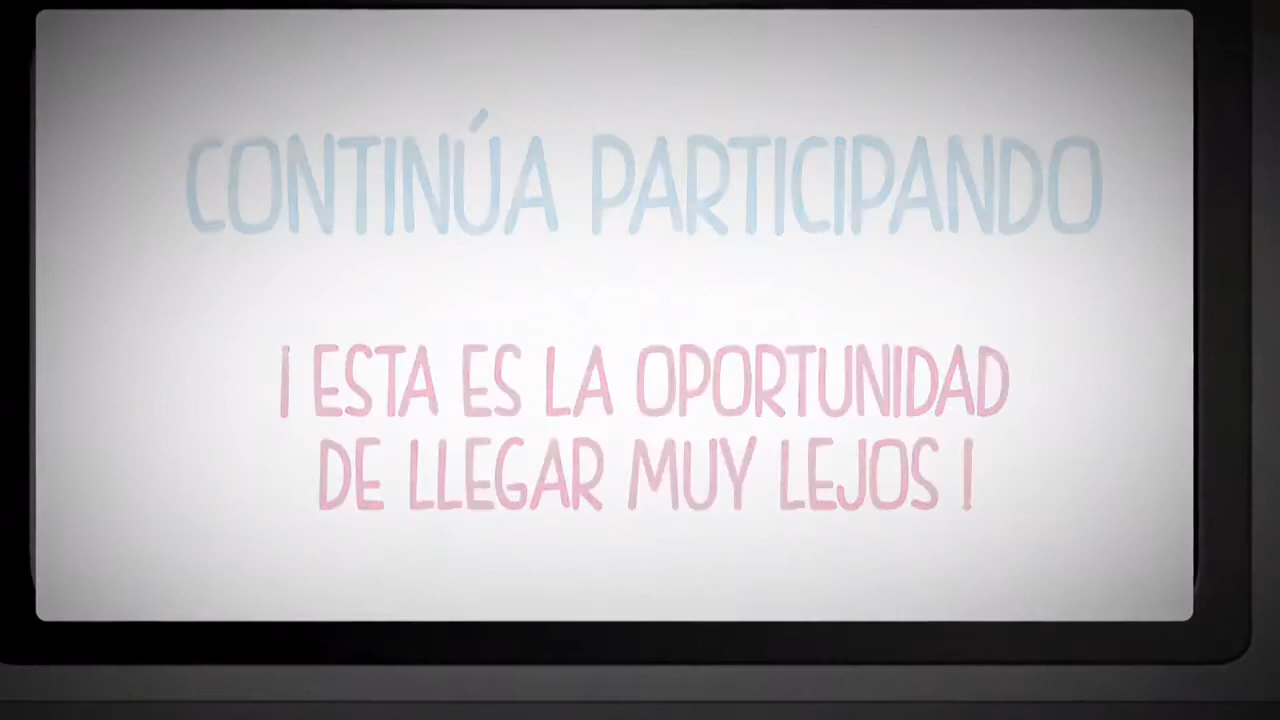 CONTINÚA PARTICIPANDO
¡ ESTA ES LA OPORTUNIDAD
DE LLEGAR MUY LEJOS !